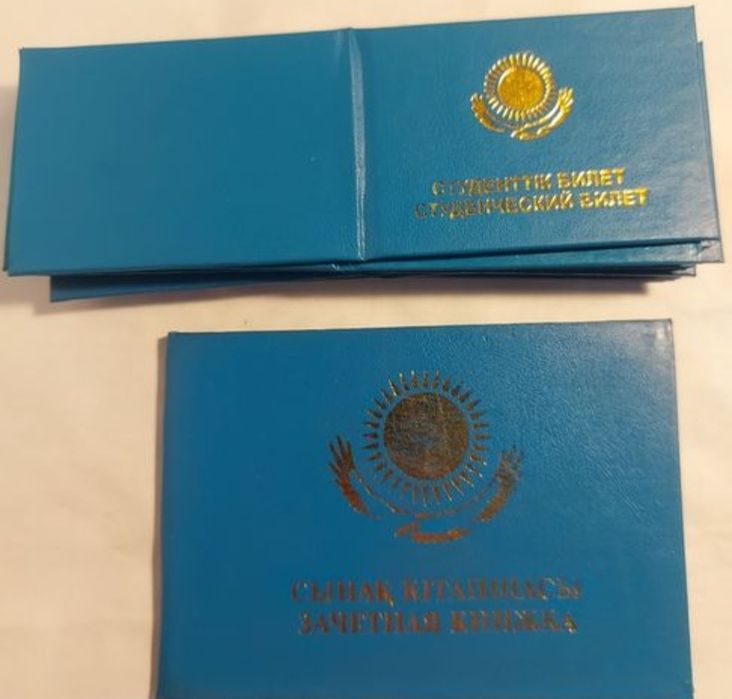 СТУДЕНТТІК БИЛЕТ
СТУДЕНЧЕСКИЙ БИЛЕТ
СЫНАҚ КІТАПШАСЫ
ЗАЧЕТНАЯ КНИЖКА